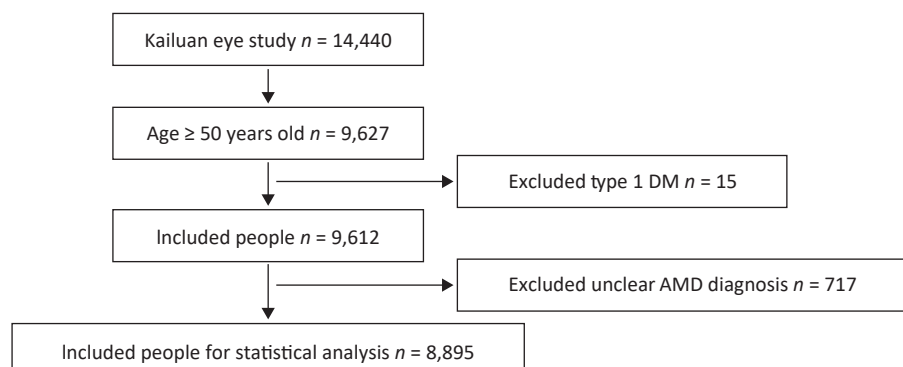 Kailuan eye study n = 14,440
Age ≥ 50 years old n = 9,627
Excluded type 1 DM n = 15
Included people n = 9,612
Excluded unclear AMD diagnosis n = 717
Included people for statistical analysis n = 8,895